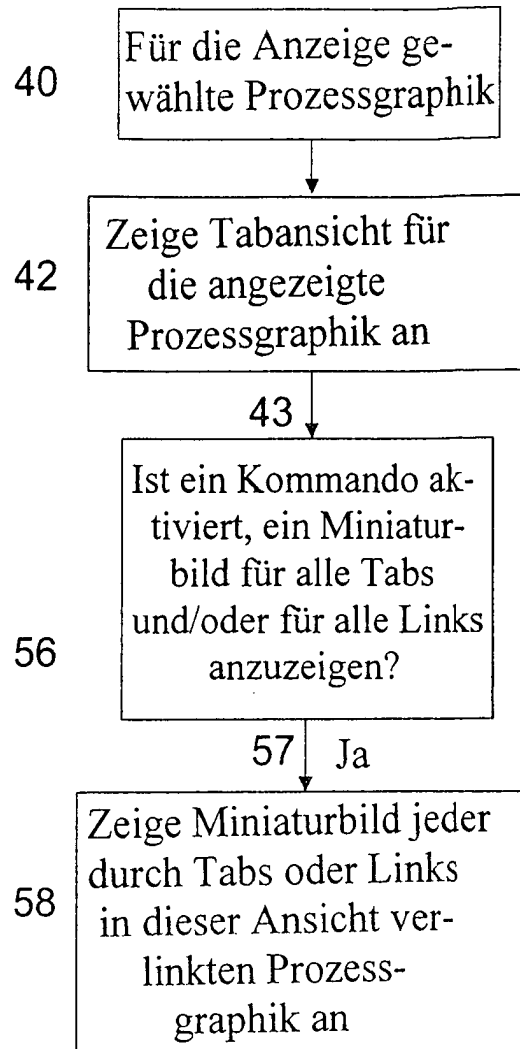 40
Für die Anzeige ge-
wählte Prozessgraphik
42
Zeige Tabansicht für
die angezeigte
Prozessgraphik an
43
Ist ein Kommando ak-
tiviert, ein Miniatur-
bild für alle Tabs
und/oder für alle Links
56
anzuzeigen?
57 Ja
Zeige Miniaturbild jeder
durch Tabs oder Links
58
in dieser Ansicht ver-
linkten Prozess-
graphik an